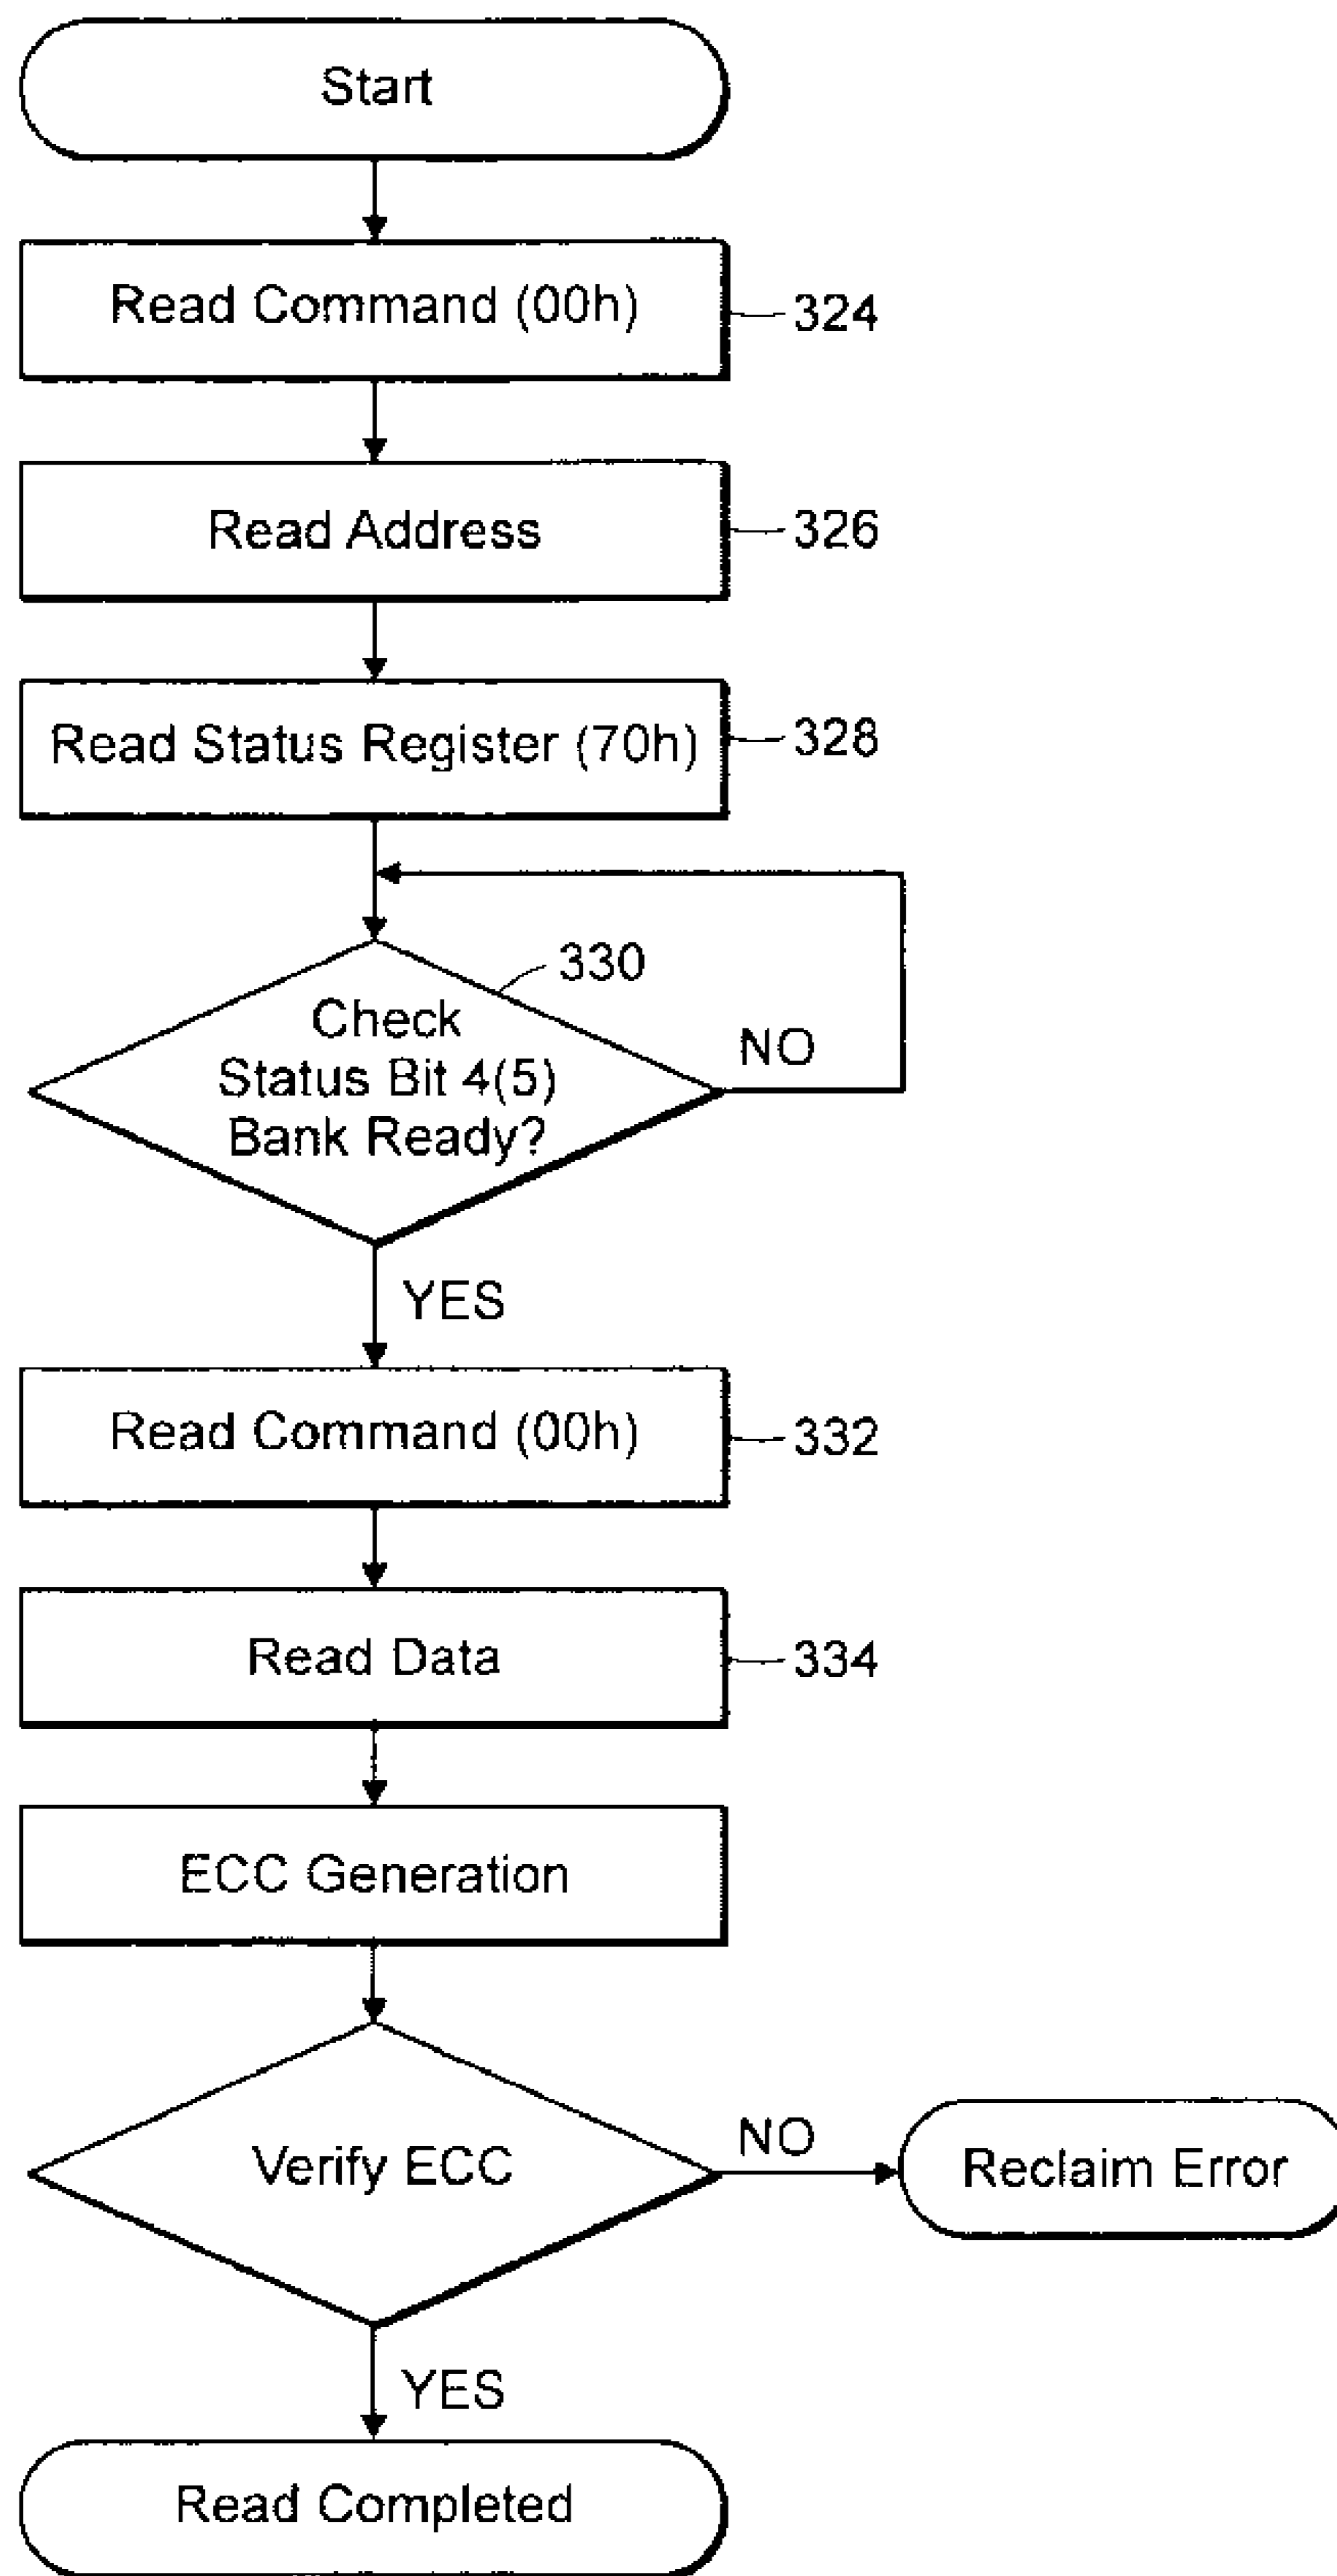 Start
Read Command (00h)
324
Read Address
326
Read Status Register (70h)
328
330
Check
Status Bit 4(5)
Bank Ready?
NO
YES
Read Command (00h)
332
Read Data
334
ECC Generation
Verify ECC
NO
Reclaim Error
YES
Read Completed